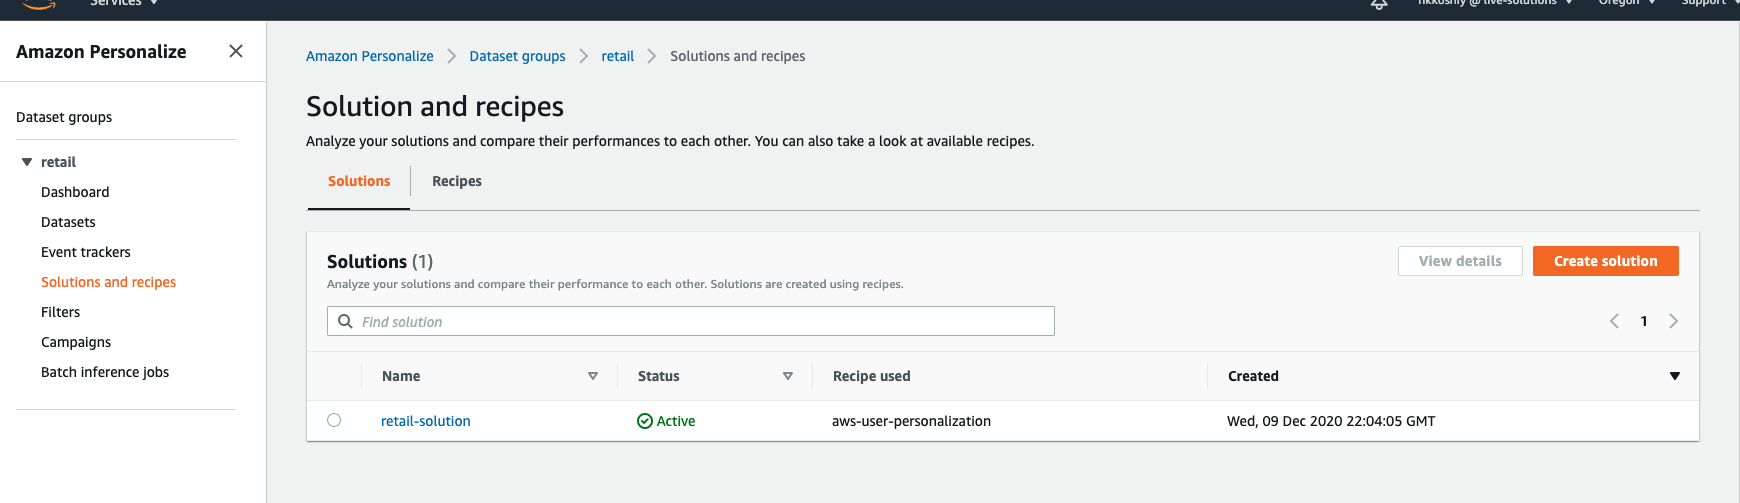 Services
Oregon
Support
Amazon Personalize
Amazon Personalize
Dataset groups
retail
Solutions and recipes
Dataset groups
retail
Dashboard
Datasets
Event trackers
Solutions and recipes
Filters
Campaigns
Batch inference jobs
Solution and recipes
Analyze your solutions and compare their performances to each other. You can also take a look at available recipes.
Solutions
Recipes
Solutions (1)
View details
Create solution
Analyze your solutions and compare their performance to each other. Solutions are created using recipes.
Find solution
1
Name
Status
Recipe used
Created
retail-solution
Active
aws-user-personalization
Wed, 09 Dec 2020 22:04:05 GMT